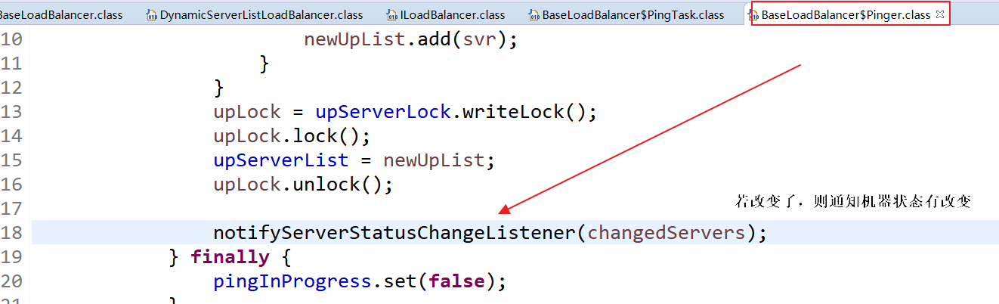 BaseLoadBalancer.class DynamicServerListLoadBalancer.class ILoadBalancer.class BaseLoadBalancer$PingTask.class BaseLoadBalancer$Pinger.class
10 newUpList.add(svr);
11 }
12 }
13 upLock = upServerLock.writeLock();
14 upLock.lock();
15 upServerList = newUpList;
16 upLock.unlock();
17
若改变了，则通知机器状态有改变
18 notifyServerStatusChangeListener(changedServers);
19 } finally {
20 pingInProgress.set(false);
21 }